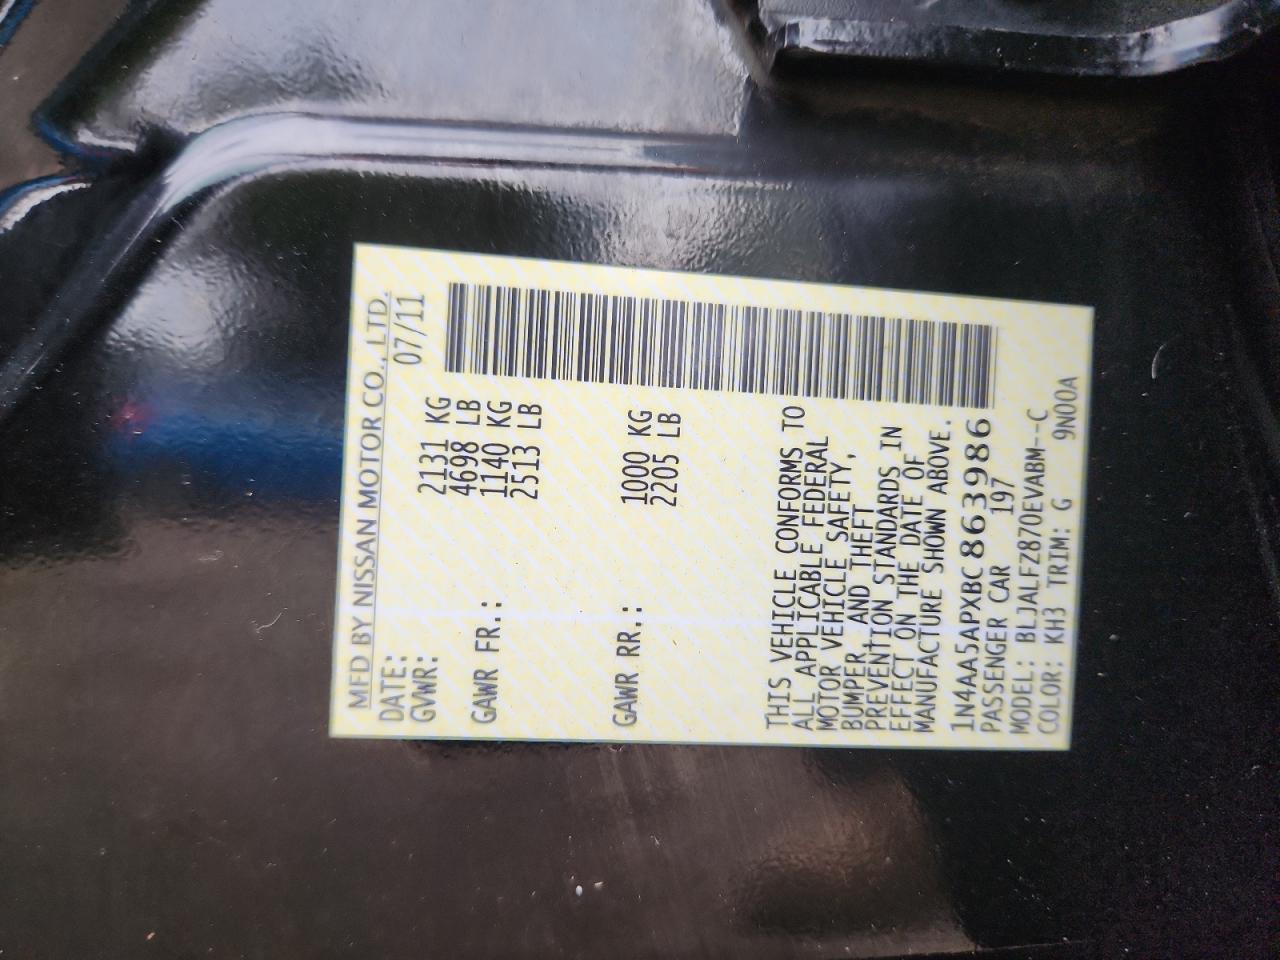 MFD BY NISSAN MOTOR CO., LTD.
DATE: 07/11
GVWR: 2131 KG
4698 LB
GAWR FR.: 1140 KG
2513 LB
GAWR RR.: 1000 KG
2205 LB
THIS VEHICLE CONFORMS TO
ALL APPLICABLE FEDERAL
MOTOR VEHICLE SAFETY,
BUMPER AND THEFT
PREVENTION STANDARDS IN
EFFECT ON THE DATE OF
MANUFACTURE SHOWN ABOVE.
1N4AA5APXBC863986
PASSENGER CAR 197
MODEL: BLJALFZ870EVABM--C
COLOR: KH3 TRIM: G 9N00A